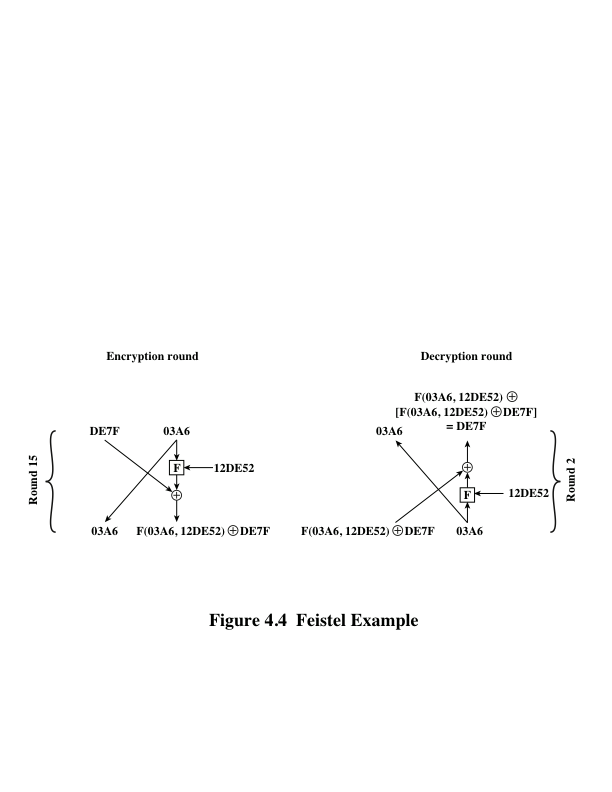 Encryption round
Decryption round
F(03A6, 12DE52) ⊕
[F(03A6, 12DE52) ⊕DE7F]
= DE7F
DE7F 03A6
03A6
F 12DE52
Round 15
F 12DE52
Round 2
03A6 F(03A6, 12DE52) ⊕DE7F
F(03A6, 12DE52) ⊕DE7F 03A6
Figure 4.4 Feistel Example